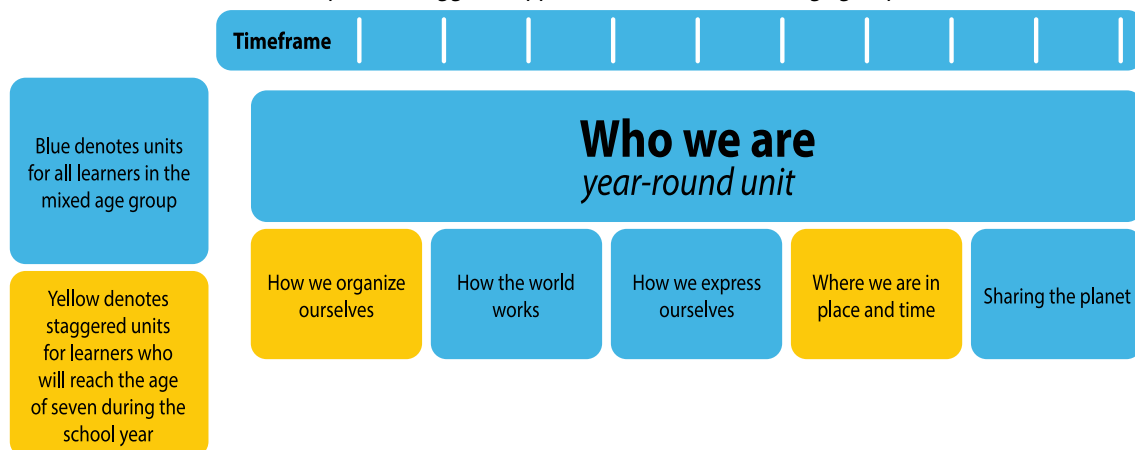 Timeframe
Blue denotes units
for all learners in the
mixed age group
Who we are
year-round unit
Yellow denotes
staggered units
for learners who
will reach the age
of seven during the
school year
How we organize
ourselves
How the world
works
How we express
ourselves
Where we are in
place and time
Sharing the planet